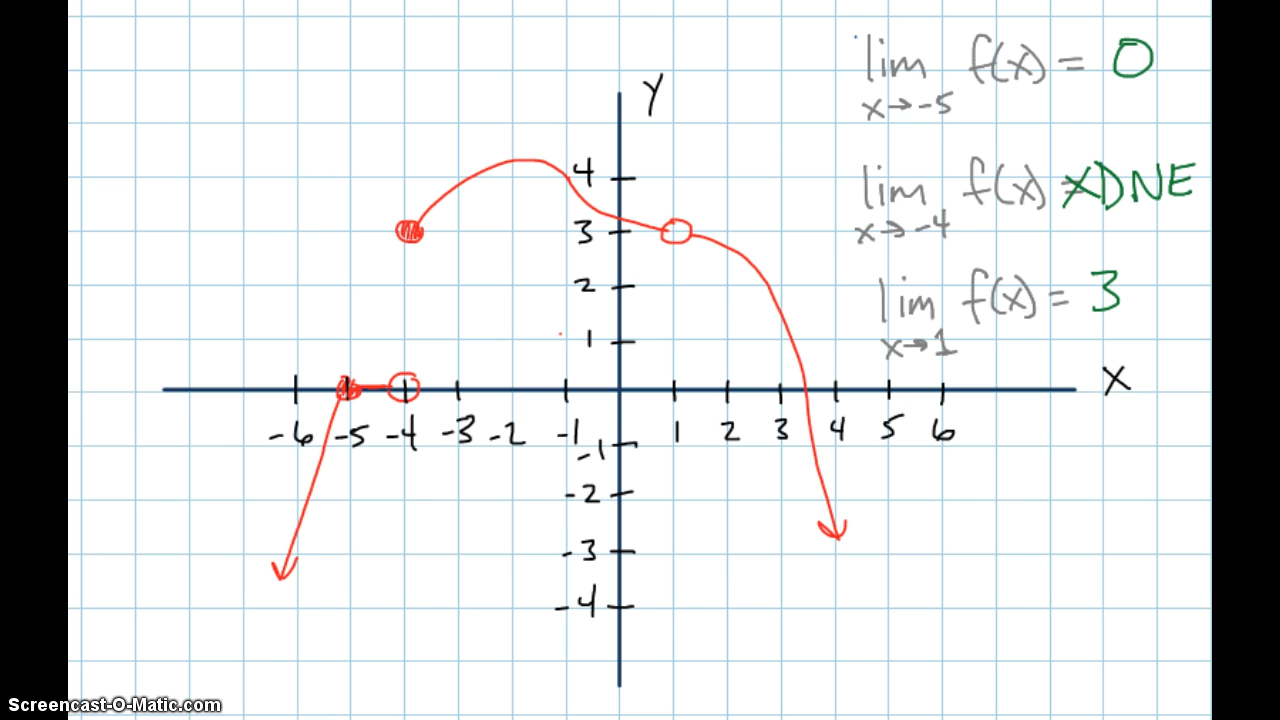 lim f(x) = 0
x→-5
lim f(x) = DNE
x→-4
lim f(x) = 3
x→1
y
4
3
2
1
x
-6 -5 -4 -3 -2 -1 1 2 3 4 5 6
-1
-2
-3
-4
Screencast-O-Matic.com